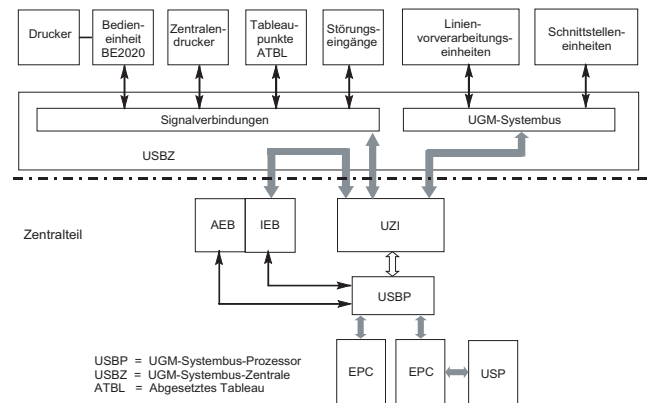 Drucker
Bedien-
einheit
BE2020
Zentralen-
drucker
Tableau-
punkte
ATBL
Störungs-
eingänge
Linien-
vorverarbeitungs-
einheiten
Schnittstellen-
einheiten
Signalverbindungen
UGM-Systembus
USBZ
Zentralteil
AEB
IEB
UZI
USBP
EPC
EPC
USP
USBP = UGM-Systembus-Prozessor
USBZ = UGM-Systembus-Zentrale
ATBL = Abgesetztes Tableau